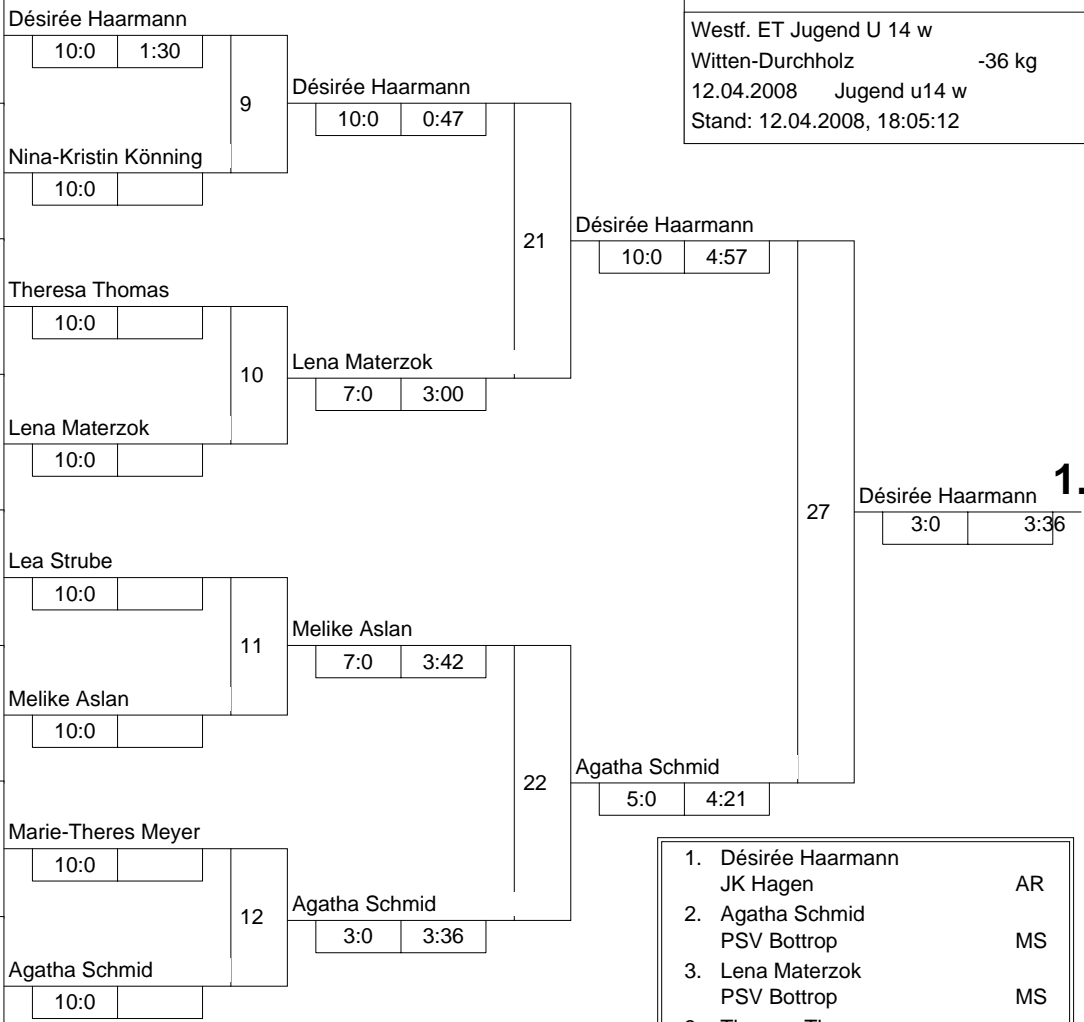 Désirée Haarmann
10:0 1:30
9
Nina-Kristin Könning
10:0
Theresa Thomas
10:0
10
Lena Materzok
10:0
Lea Strube
10:0
11
Melike Aslan
10:0
Marie-Theres Meyer
10:0
12
Agatha Schmid
10:0
Désirée Haarmann
10:0 0:47
21
Lena Materzok
7:0 3:00
Melike Aslan
7:0 3:42
22
Agatha Schmid
3:0 3:36
Désirée Haarmann
10:0 4:57
27
Agatha Schmid
5:0 4:21
Désirée Haarmann 1.
3:0 3:36
Westf. ET Jugend U 14 w
Witten-Durchholz -36 kg
12.04.2008 Jugend u14 w
Stand: 12.04.2008, 18:05:12
1. Désirée Haarmann
JK Hagen AR
2. Agatha Schmid
PSV Bottrop MS
3. Lena Materzok
PSV Bottrop MS